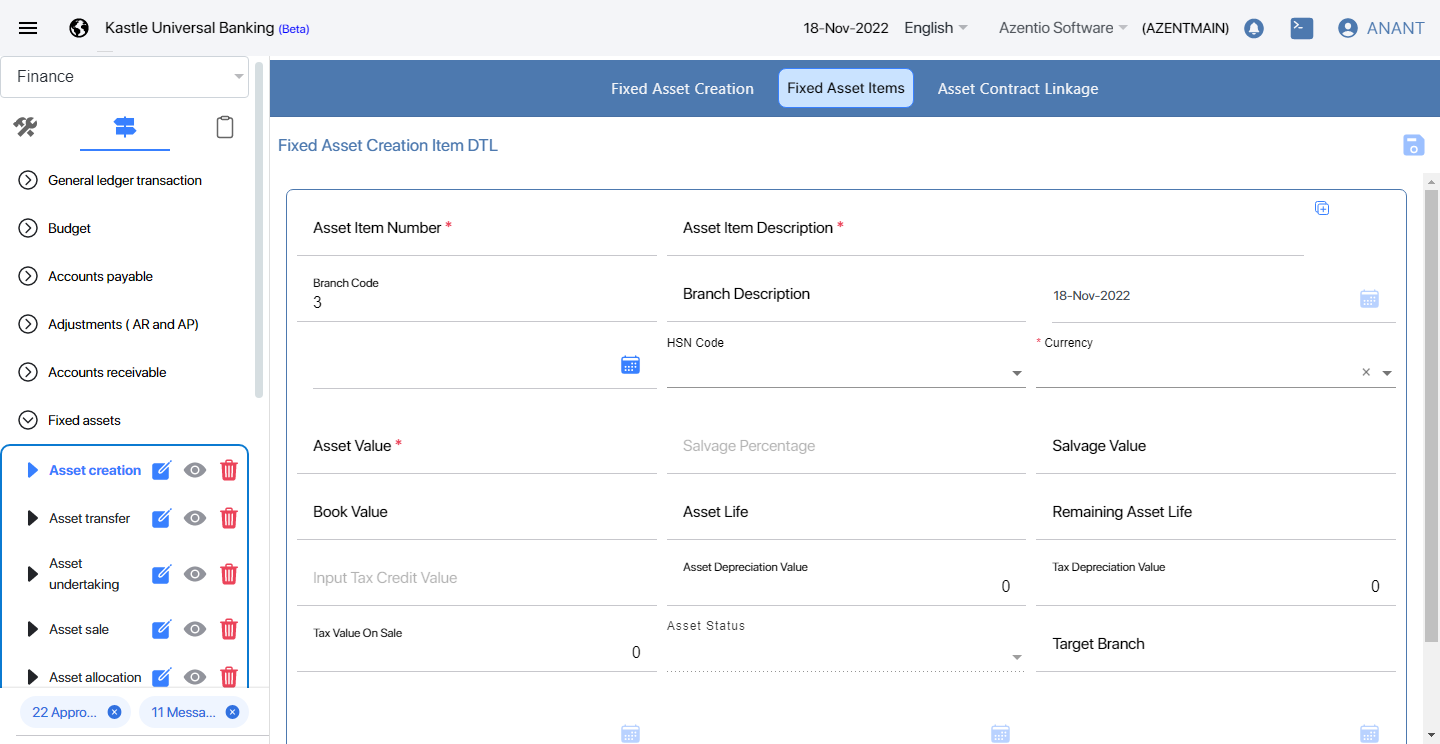 Kastle Universal Banking (Beta)
18-Nov-2022
English
Azentio Software
(AZENTMAIN)
ANANT
Finance
General ledger transaction
Budget
Accounts payable
Adjustments ( AR and AP)
Accounts receivable
Fixed assets
Asset creation
Asset transfer
Asset
undertaking
Asset sale
Asset allocation
22 Appro...
11 Messa...
Fixed Asset Creation
Fixed Asset Items
Asset Contract Linkage
Fixed Asset Creation Item DTL
Asset Item Number *
Asset Item Description *
Branch Code
3
Branch Description
18-Nov-2022
HSN Code
* Currency
Asset Value *
Salvage Percentage
Salvage Value
Book Value
Asset Life
Remaining Asset Life
Input Tax Credit Value
Asset Depreciation Value
0
Tax Depreciation Value
0
Tax Value On Sale
0
Asset Status
Target Branch